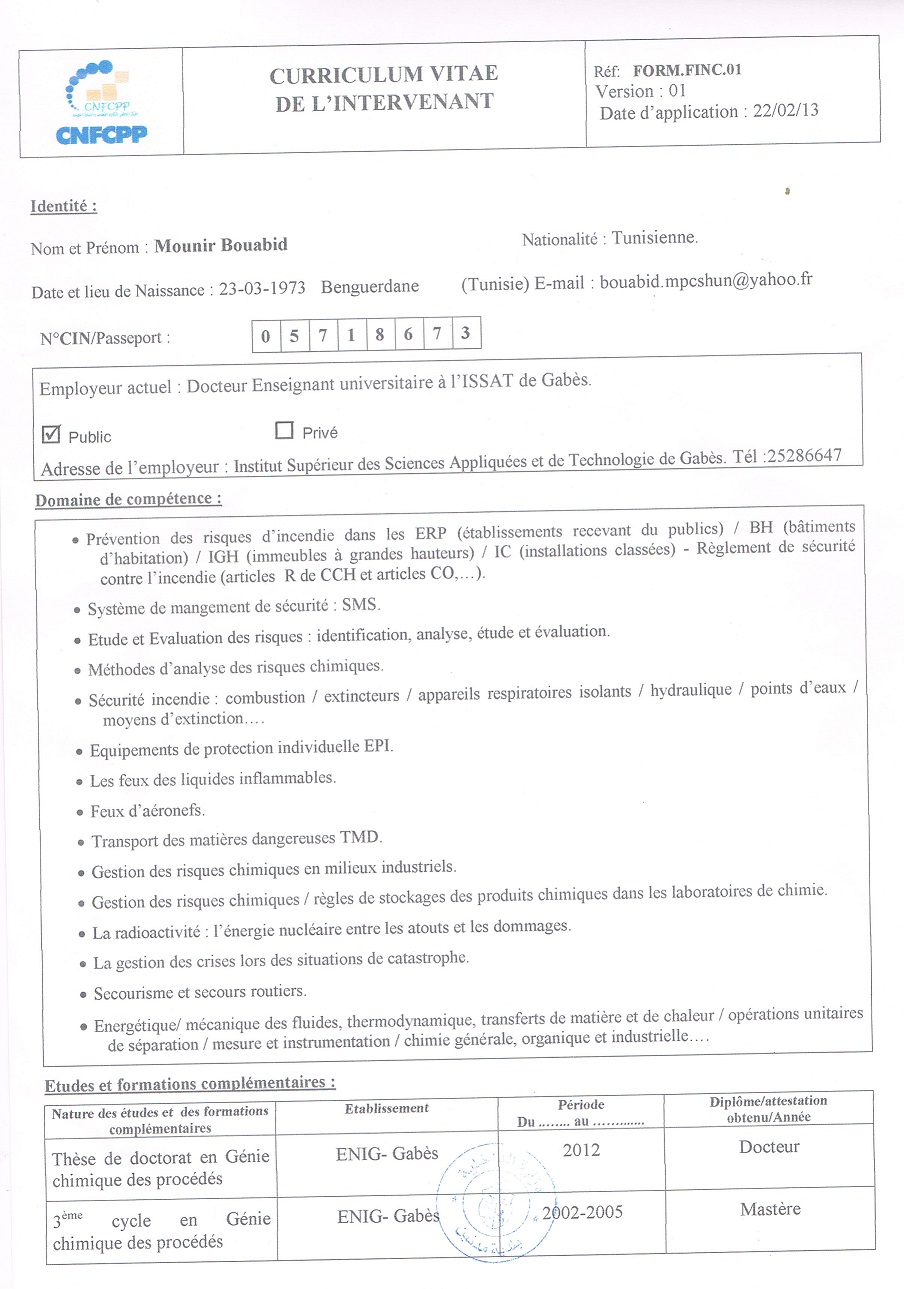 CNFCPP
CNFCPP
CURRICULUM VITAE
DE L'INTERVENANT
Réf: FORM.FINC.01
Version : 01
Date d'application : 22/02/13
Identité :
Nom et Prénom : Mounir Bouabid
Nationalité : Tunisienne.
Date et lieu de Naissance : 23-03-1973 Benguerdane (Tunisie) E-mail : bouabid.mpcshun@yahoo.fr
N°CIN/Passeport : 0 5 7 1 8 6 7 3
Employeur actuel : Docteur Enseignant universitaire à l'ISSAT de Gabès.
☑ Public ☐ Privé
Adresse de l'employeur : Institut Supérieur des Sciences Appliquées et de Technologie de Gabès. Tél :25286647
Domaine de compétence :
• Prévention des risques d'incendie dans les ERP (établissements recevant du publics) / BH (bâtiments
d'habitation) / IGH (immeubles à grandes hauteurs) / IC (installations classées) - Règlement de sécurité
contre l'incendie (articles R de CCH et articles CO,…).
• Système de mangement de sécurité : SMS.
• Etude et Evaluation des risques : identification, analyse, étude et évaluation.
• Méthodes d'analyse des risques chimiques.
• Sécurité incendie : combustion / extincteurs / appareils respiratoires isolants / hydraulique / points d'eaux /
moyens d'extinction….
• Equipements de protection individuelle EPI.
• Les feux des liquides inflammables.
• Feux d'aéronefs.
• Transport des matières dangereuses TMD.
• Gestion des risques chimiques en milieux industriels.
• Gestion des risques chimiques / règles de stockages des produits chimiques dans les laboratoires de chimie.
• La radioactivité : l'énergie nucléaire entre les atouts et les dommages.
• La gestion des crises lors des situations de catastrophe.
• Secourisme et secours routiers.
• Energétique/ mécanique des fluides, thermodynamique, transferts de matière et de chaleur / opérations unitaires
de séparation / mesure et instrumentation / chimie générale, organique et industrielle….
Etudes et formations complémentaires :
Nature des études et des formations
complémentaires
Etablissement
Période
Du ........ au .............
Diplôme/attestation
obtenu/Année
Thèse de doctorat en Génie
chimique des procédés
ENIG- Gabès
2012
Docteur
3ème cycle en Génie
chimique des procédés
ENIG- Gabès
2002-2005
Mastère